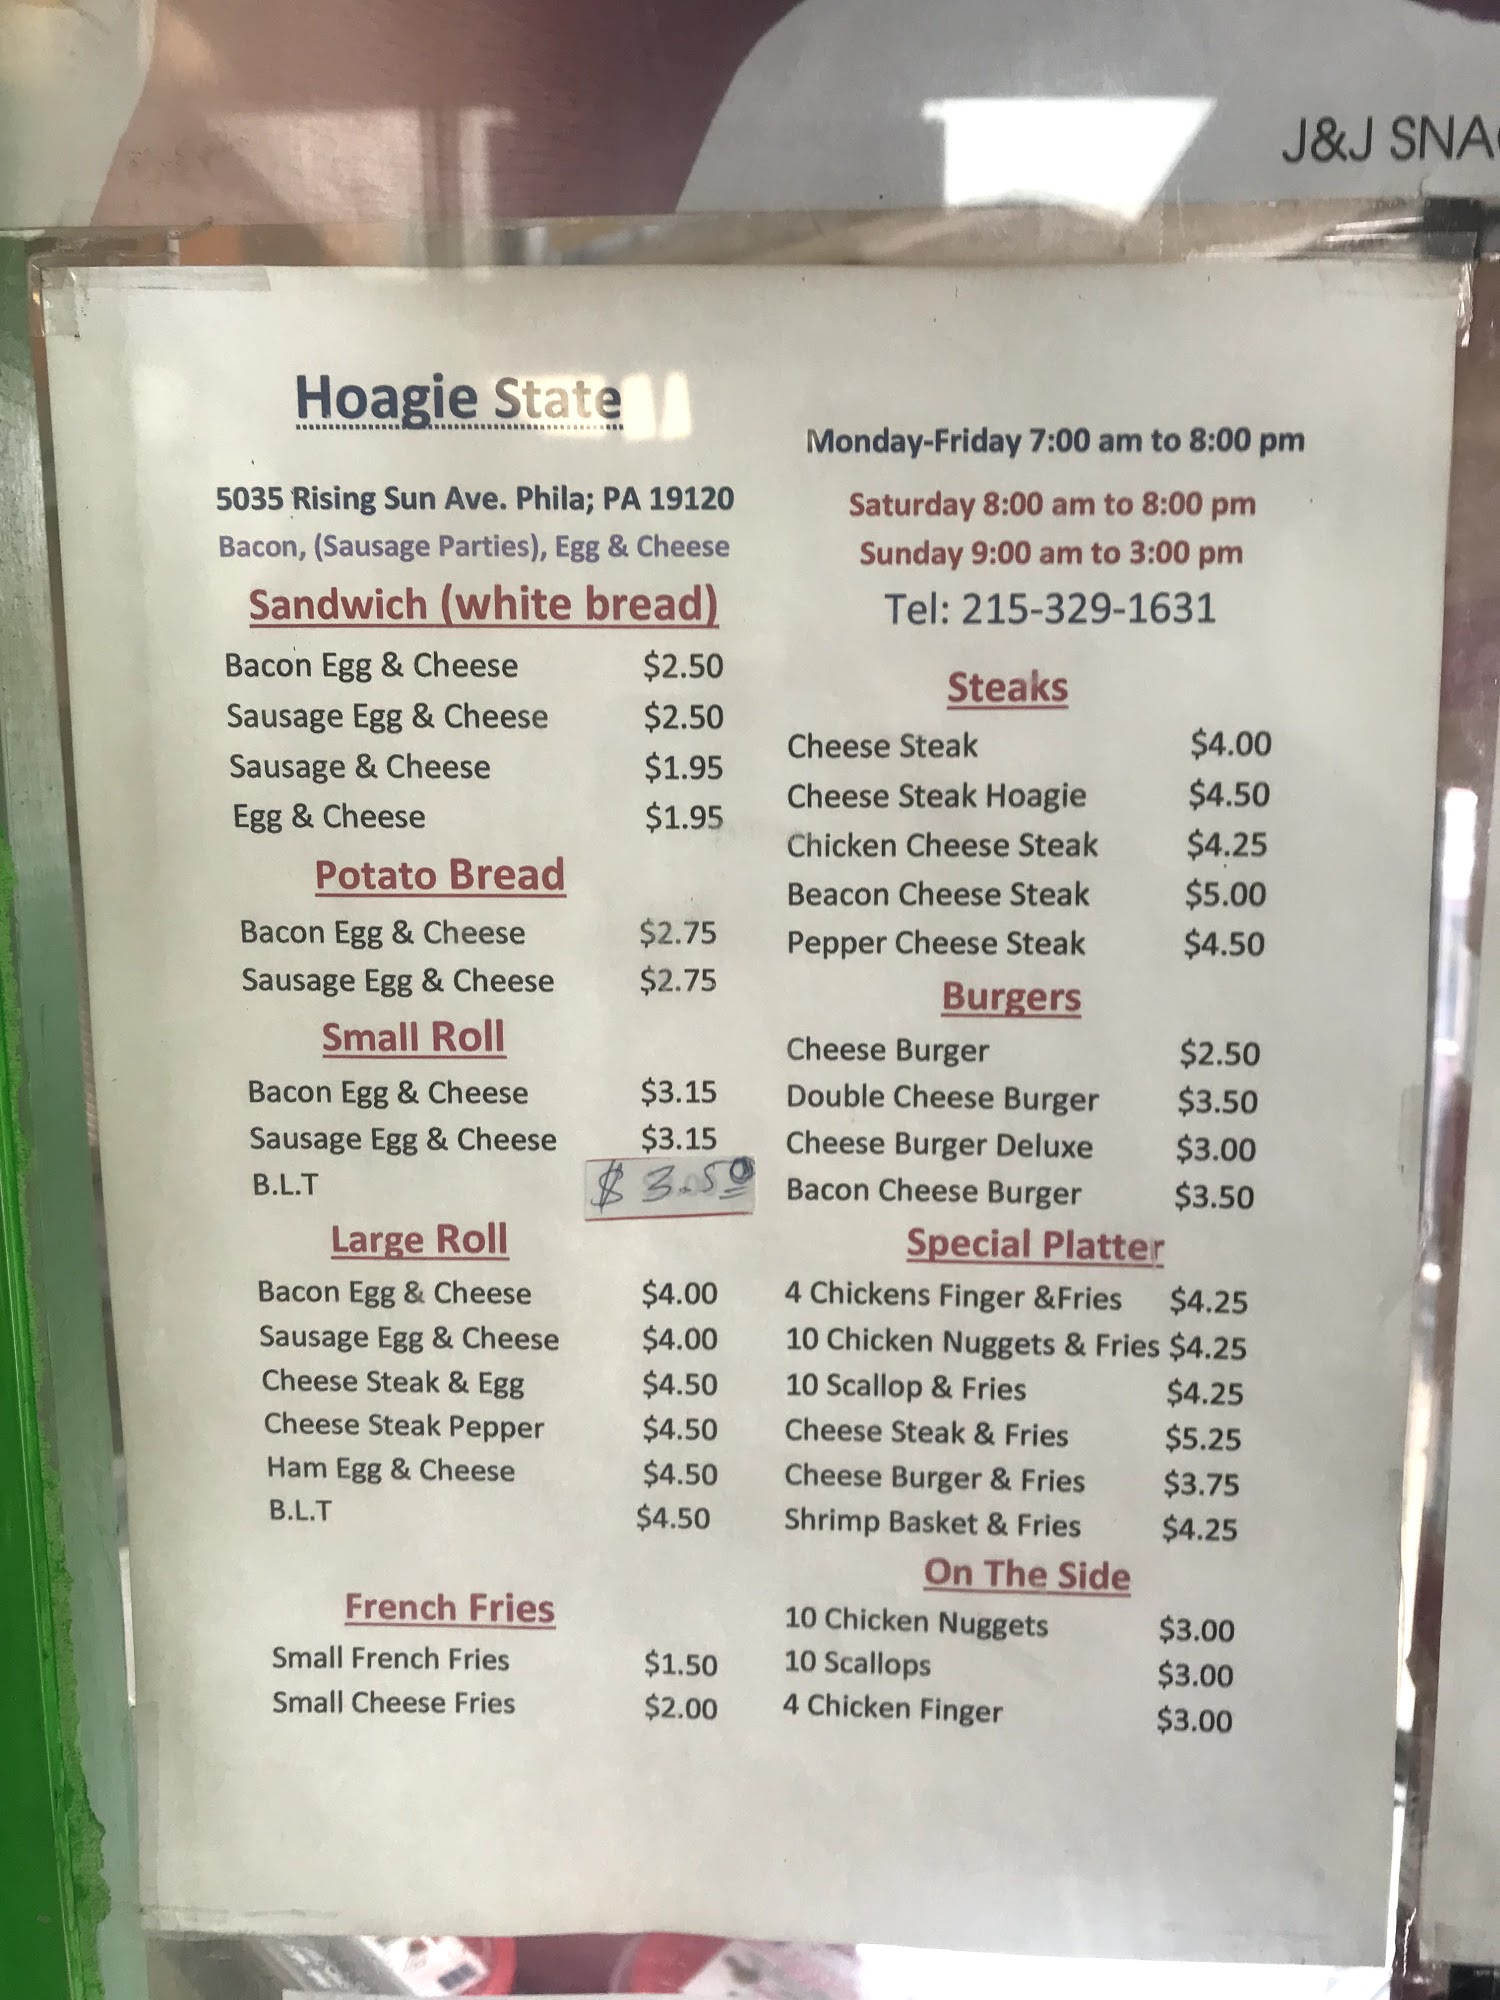 J&J SNA
Hoagie State
5035 Rising Sun Ave. Phila; PA 19120
Bacon, (Sausage Parties), Egg & Cheese
Sandwich (white bread)
Bacon Egg & Cheese $2.50
Sausage Egg & Cheese $2.50
Sausage & Cheese $1.95
Egg & Cheese $1.95
Potato Bread
Bacon Egg & Cheese $2.75
Sausage Egg & Cheese $2.75
Small Roll
Bacon Egg & Cheese $3.15
Sausage Egg & Cheese $3.15
B.L.T $3.50
Large Roll
Bacon Egg & Cheese $4.00
Sausage Egg & Cheese $4.00
Cheese Steak & Egg $4.50
Cheese Steak Pepper $4.50
Ham Egg & Cheese $4.50
B.L.T $4.50
French Fries
Small French Fries $1.50
Small Cheese Fries $2.00
Monday-Friday 7:00 am to 8:00 pm
Saturday 8:00 am to 8:00 pm
Sunday 9:00 am to 3:00 pm
Tel: 215-329-1631
Steaks
Cheese Steak $4.00
Cheese Steak Hoagie $4.50
Chicken Cheese Steak $4.25
Beacon Cheese Steak $5.00
Pepper Cheese Steak $4.50
Burgers
Cheese Burger $2.50
Double Cheese Burger $3.50
Cheese Burger Deluxe $3.00
Bacon Cheese Burger $3.50
Special Platter
4 Chickens Finger &Fries $4.25
10 Chicken Nuggets & Fries $4.25
10 Scallop & Fries $4.25
Cheese Steak & Fries $5.25
Cheese Burger & Fries $3.75
Shrimp Basket & Fries $4.25
On The Side
10 Chicken Nuggets $3.00
10 Scallops $3.00
4 Chicken Finger $3.00